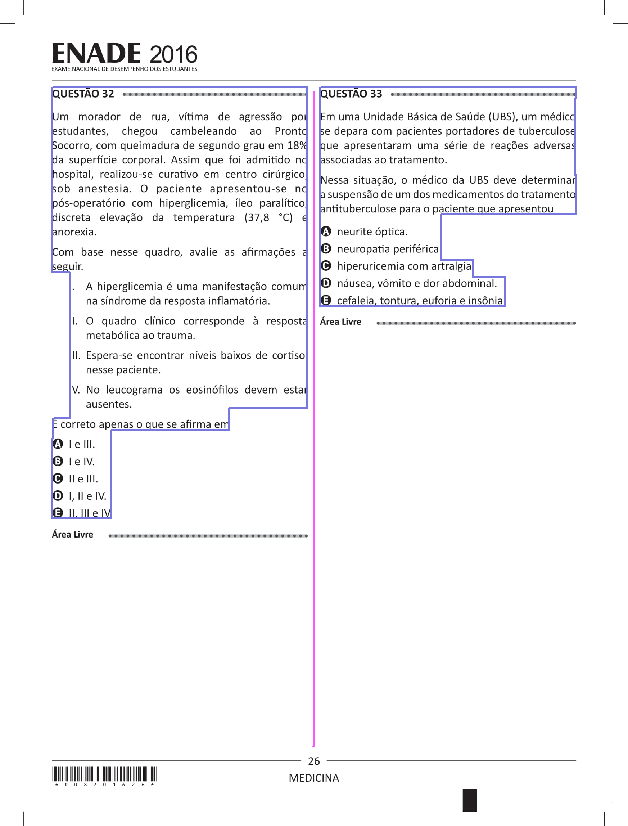 ENADE 2016
EXAME NACIONAL DE DESEMPENHO DOS ESTUDANTES
QUESTÃO 32
Um morador de rua, vítima de agressão por
estudantes, chegou cambeleando ao Pronto
Socorro, com queimadura de segundo grau em 18%
da superfície corporal. Assim que foi admitido no
hospital, realizou-se curativo em centro cirúrgico
sob anestesia. O paciente apresentou-se no
pós-operatório com hiperglicemia, íleo paralítico,
discreta elevação da temperatura (37,8 °C) e
anorexia.
Com base nesse quadro, avalie as afirmações a
seguir.
I. A hiperglicemia é uma manifestação comum
na síndrome da resposta inflamatória.
II. O quadro clínico corresponde à resposta
metabólica ao trauma.
III. Espera-se encontrar níveis baixos de cortisol
nesse paciente.
IV. No leucograma os eosinófilos devem estar
ausentes.
É correto apenas o que se afirma em
A I e III.
B I e IV.
C II e III.
D I, II e IV.
E II, III e IV.
Área Livre
QUESTÃO 33
Em uma Unidade Básica de Saúde (UBS), um médico
se depara com pacientes portadores de tuberculose
que apresentaram uma série de reações adversas
associadas ao tratamento.
Nessa situação, o médico da UBS deve determinar
a suspensão de um dos medicamentos do tratamento
antituberculose para o paciente que apresentou
A neurite óptica.
B neuropatia periférica.
C hiperuricemia com artralgia.
D náusea, vômito e dor abdominal.
E cefaleia, tontura, euforia e insônia.
Área Livre
26
MEDICINA